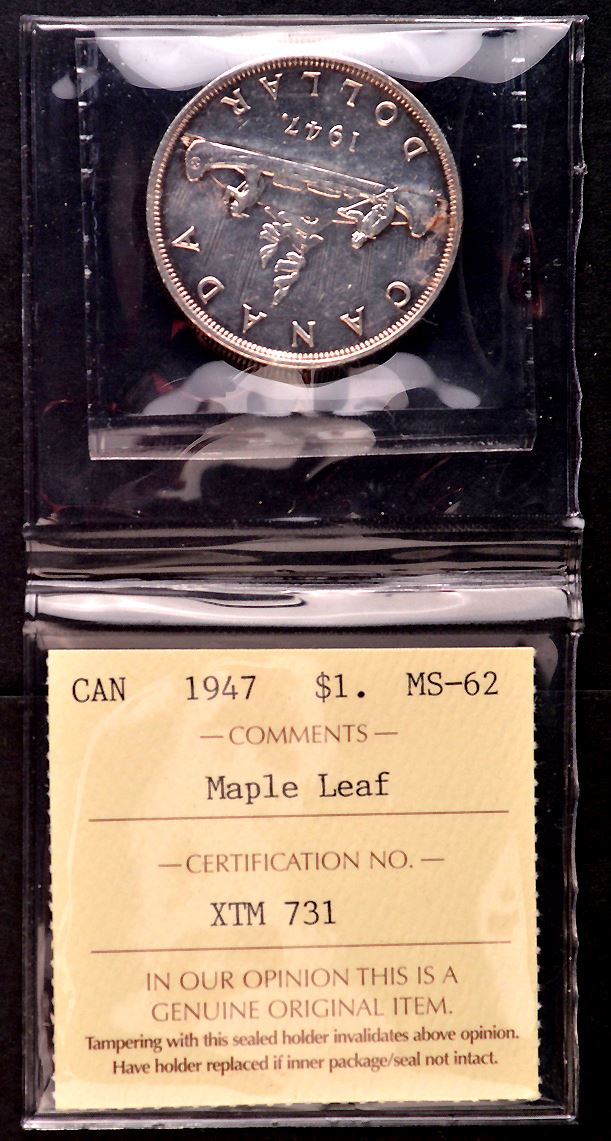 CANADA
1947.
DOLLAR
CAN 1947 $1. MS-62
—COMMENTS—
Maple Leaf
—CERTIFICATION NO.—
XTM 731
IN OUR OPINION THIS IS A
GENUINE ORIGINAL ITEM.
Tampering with this sealed holder invalidates above opinion.
Have holder replaced if inner package/seal not intact.